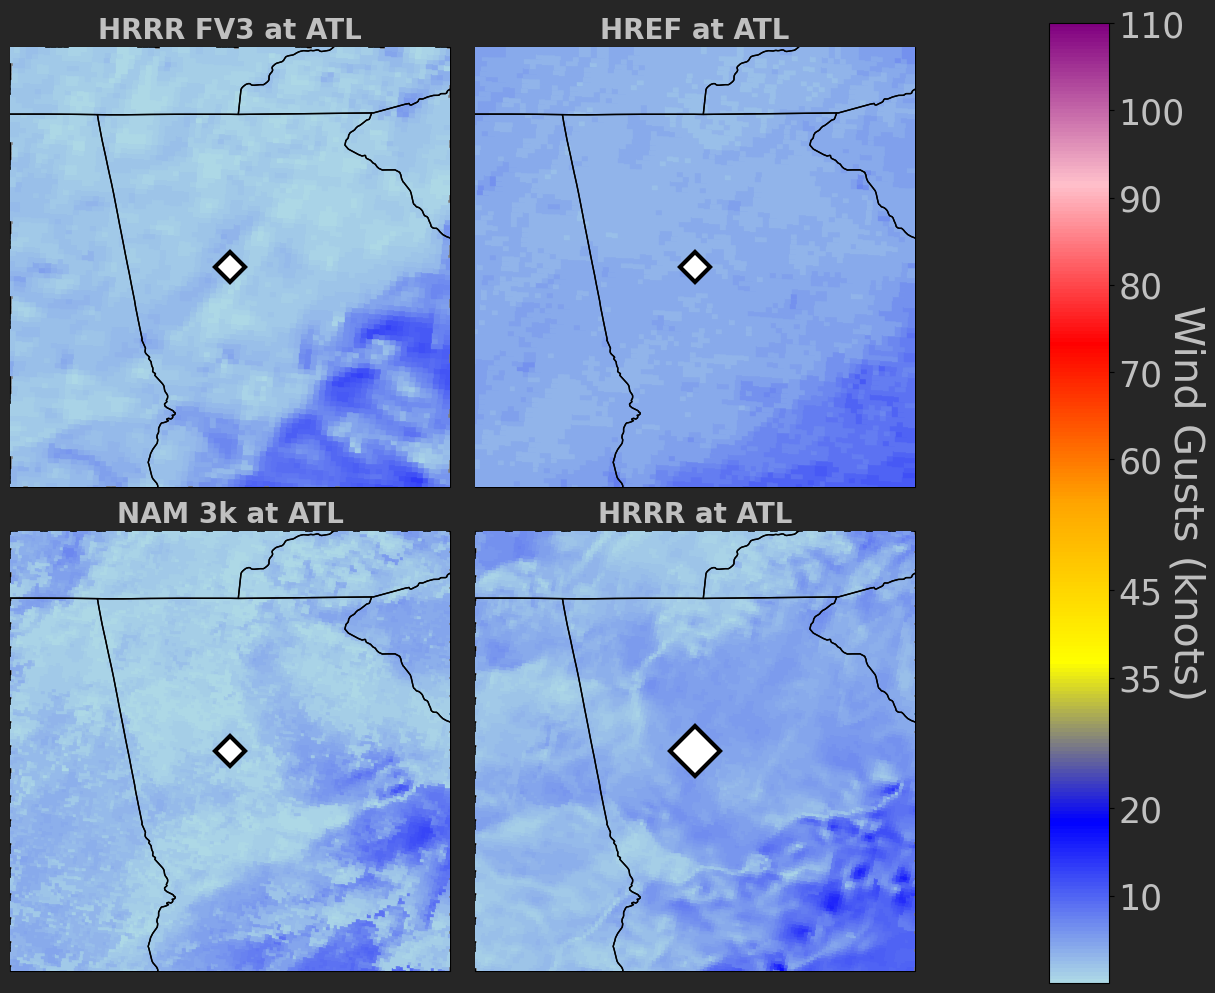 HRRR FV3 at ATL
HREF at ATL
NAM 3k at ATL
HRRR at ATL
110
100
90
80
70
60
45
35
20
10
Wind Gusts (knots)